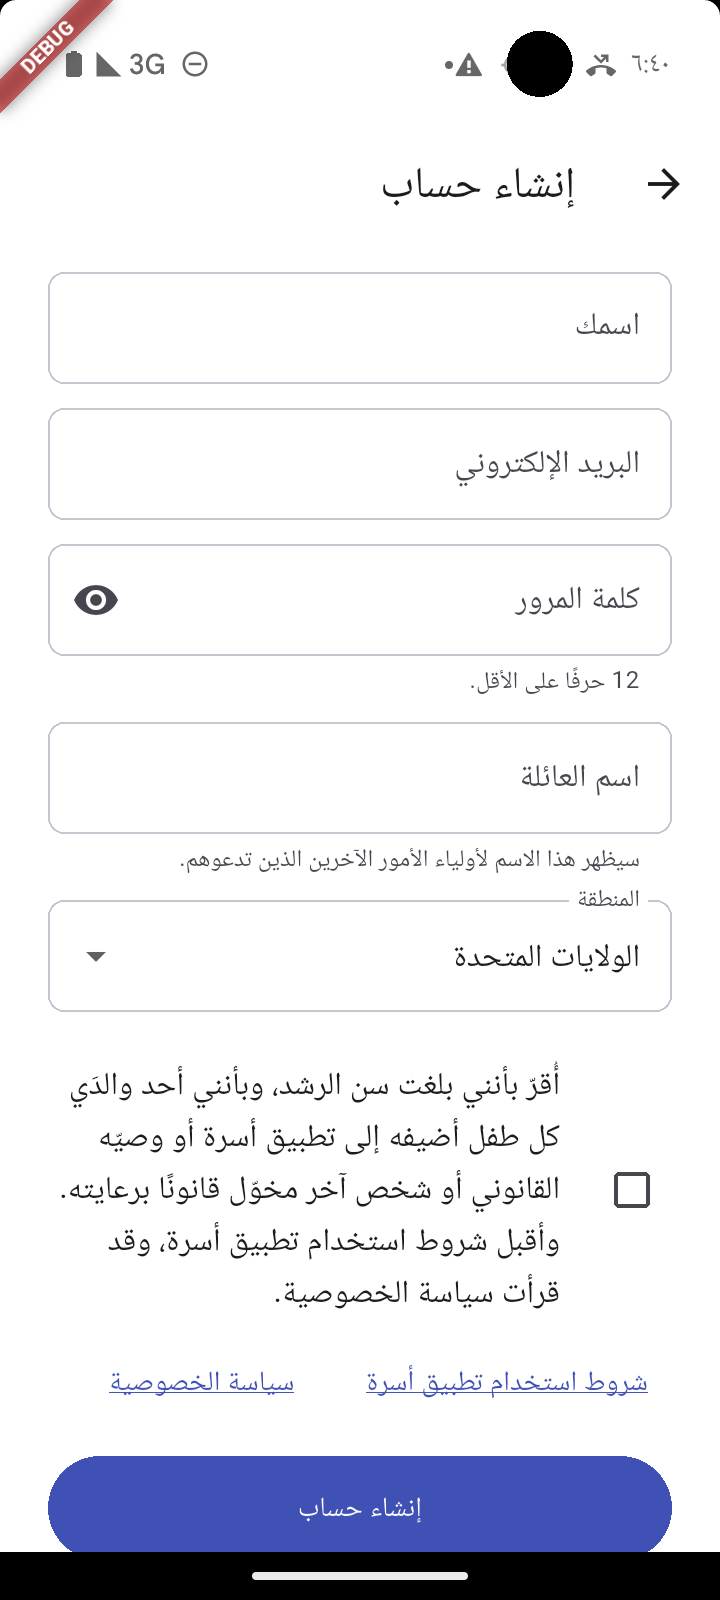 DEBUG
3G
٦:٤٠
إنشاء حساب
اسمك
البريد الإلكتروني
كلمة المرور
12 حرفًا على الأقل.
اسم العائلة
سيظهر هذا الاسم لأولياء الأمور الآخرين الذين تدعوهم.
المنطقة
الولايات المتحدة
أُقرّ بأنني بلغت سن الرشد، وبأنني أحد والدَي
كل طفل أضيفه إلى تطبيق أسرة أو وصيّه
القانوني أو شخص آخر مخوّل قانونًا برعايته.
وأقبل شروط استخدام تطبيق أسرة، وقد
قرأت سياسة الخصوصية.
شروط استخدام تطبيق أسرة
سياسة الخصوصية
إنشاء حساب